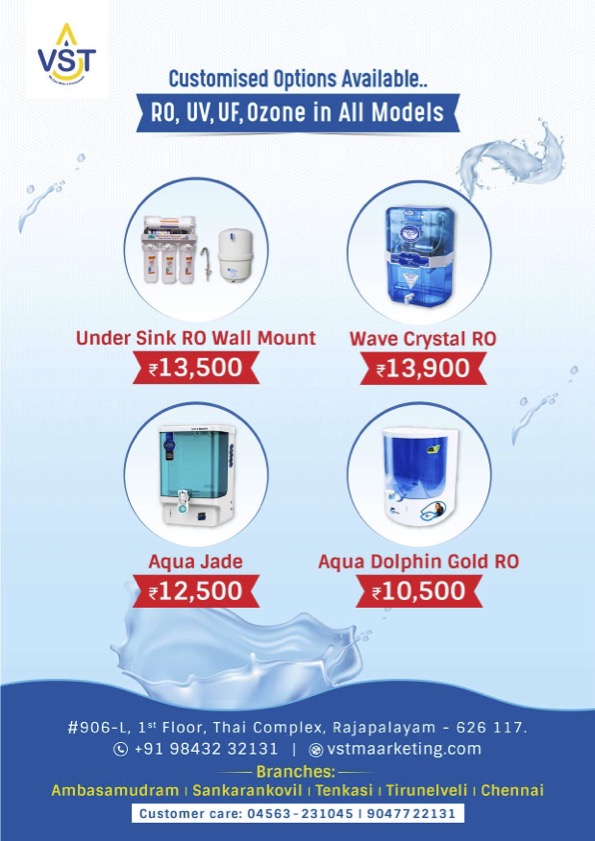 VST
Customised Options Available..
RO, UV, UF, Ozone in All Models
Under Sink RO Wall Mount
₹13,500
Wave Crystal RO
₹13,900
Aqua Jade
₹12,500
Aqua Dolphin Gold RO
₹10,500
#906-L, 1st Floor, Thai Complex, Rajapalayam - 626 117.
+91 98432 32131 | vstmaarketing.com
Branches:
Ambasamudram | Sankarankovil | Tenkasi | Tirunelveli | Chennai
Customer care: 04563-231045 | 9047722131